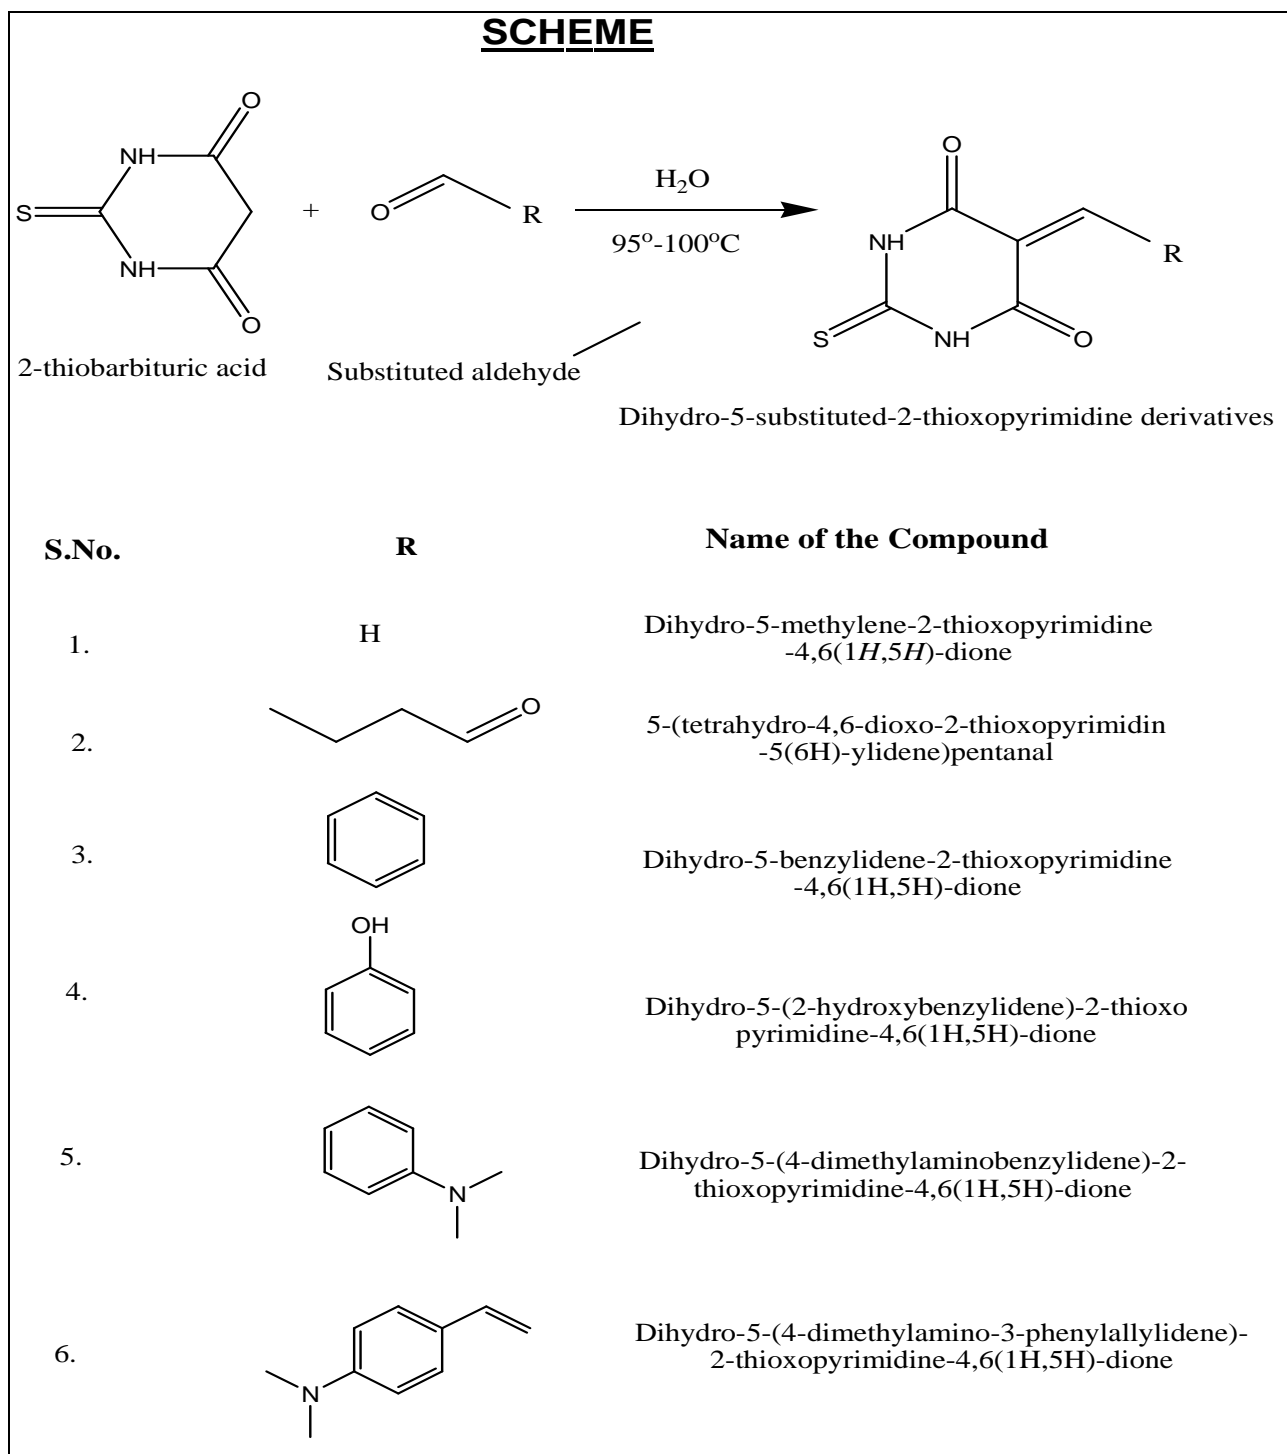 SCHEME
O
NH
S
NH
O
+
O
R
H₂O
95°-100°C
O
NH
S
NH
O
R
2-thiobarbituric acid
Substituted aldehyde
Dihydro-5-substituted-2-thioxopyrimidine derivatives
S.No.
R
Name of the Compound
1.
H
Dihydro-5-methylene-2-thioxopyrimidine
-4,6(1H,5H)-dione
2.
O
5-(tetrahydro-4,6-dioxo-2-thioxopyrimidin
-5(6H)-ylidene)pentanal
3.
Dihydro-5-benzylidene-2-thioxopyrimidine
-4,6(1H,5H)-dione
4.
OH
Dihydro-5-(2-hydroxybenzylidene)-2-thioxo
pyrimidine-4,6(1H,5H)-dione
5.
N
Dihydro-5-(4-dimethylaminobenzylidene)-2-
thioxopyrimidine-4,6(1H,5H)-dione
6.
N
Dihydro-5-(4-dimethylamino-3-phenylallylidene)-
2-thioxopyrimidine-4,6(1H,5H)-dione